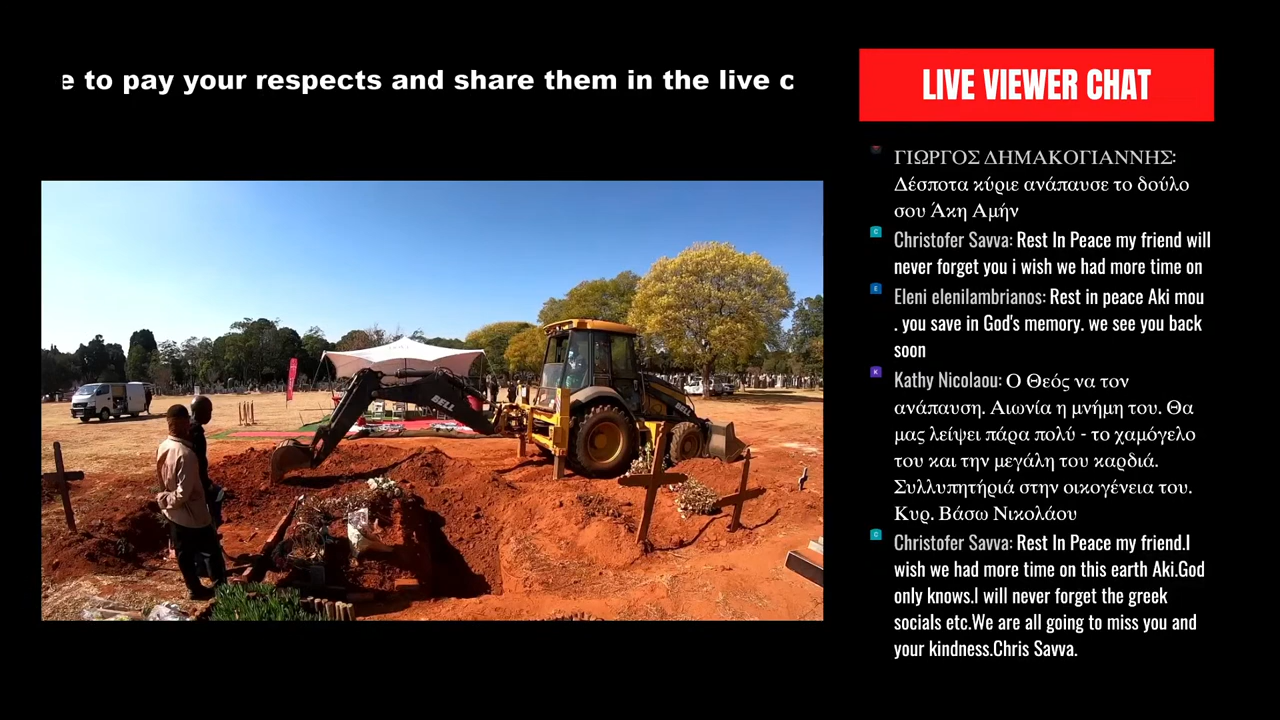 e to pay your respects and share them in the live c
LIVE VIEWER CHAT
ΓΙΩΡΓΟΣ ΔΗΜΑΚΟΓΙΑΝΝΗΣ:
Δέσποτα κύριε ανάπαυσε το δούλο
σου Άκη Αμήν
Christofer Savva: Rest In Peace my friend will
never forget you i wish we had more time on
Eleni elenilambrianos: Rest in peace Aki mou
. you save in God's memory. we see you back
soon
Kathy Nicolaou: Ο Θεός να τον
ανάπαυση. Αιωνία η μνήμη του. Θα
μας λείψει πάρα πολύ - το χαμόγελο
του και την μεγάλη του καρδιά.
Συλλυπητήριά στην οικογένεια του.
Κυρ. Βάσω Νικολάου
Christofer Savva: Rest In Peace my friend.I
wish we had more time on this earth Aki.God
only knows.I will never forget the greek
socials etc.We are all going to miss you and
your kindness.Chris Savva.
BELL
BELL